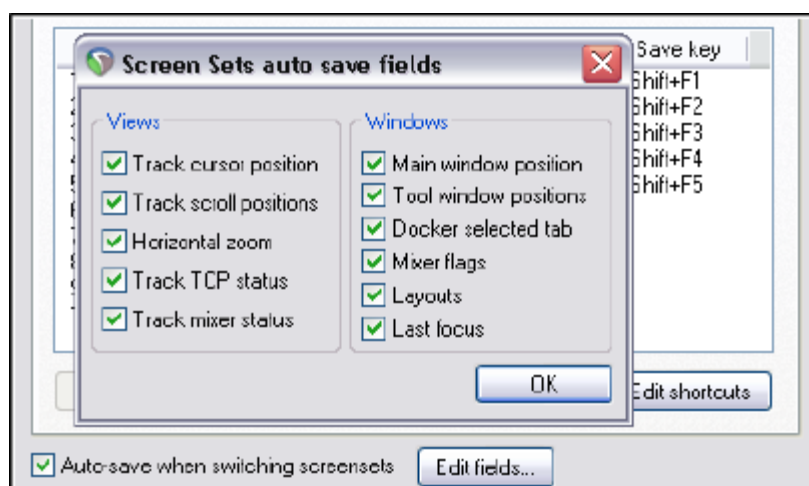 Save key
Screen Sets auto save fields
Shift+F1
Shift+F2
Shift+F3
Shift+F4
Shift+F5
Views
Track cursor position
Track scroll positions
Horizontal zoom
Track TCP status
Track mixer status
Windows
Main window position
Tool window positions
Docker selected tab
Mixer flags
Layouts
Last focus
OK
Edit shortcuts
Auto-save when switching screensets
Edit fields...